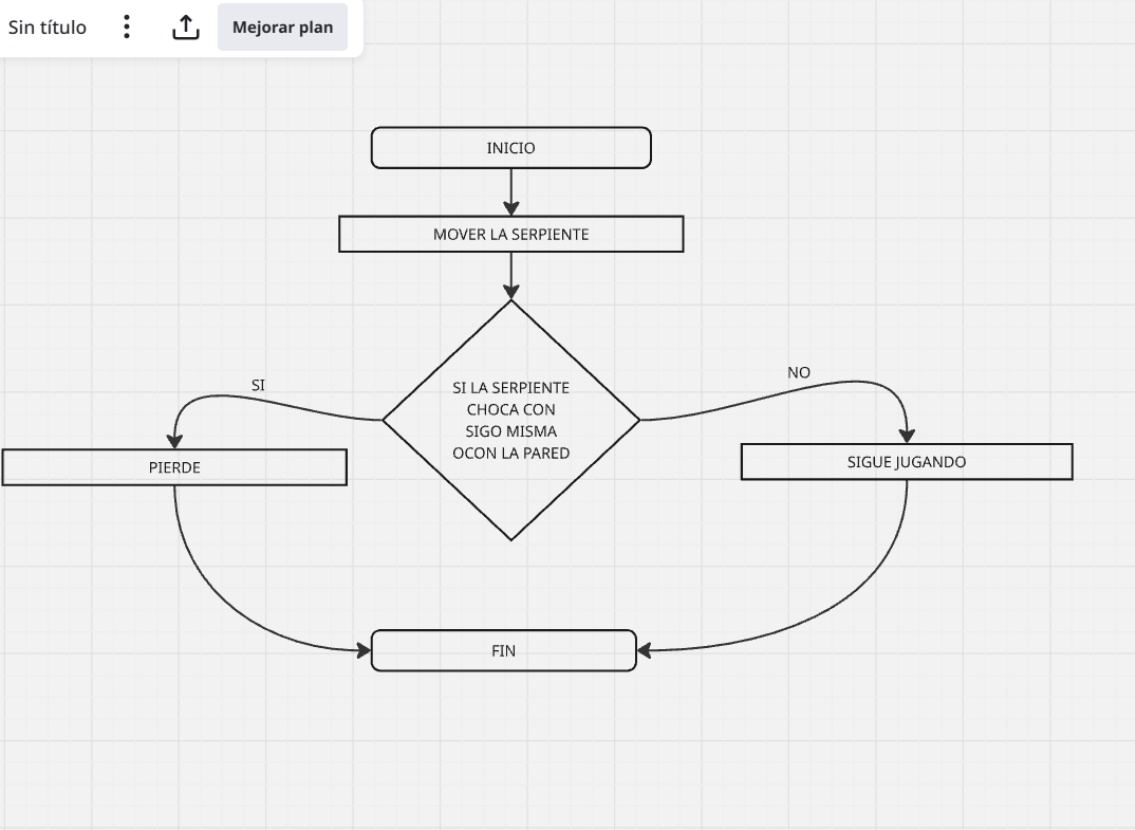 Sin título
Mejorar plan
INICIO
MOVER LA SERPIENTE
SI LA SERPIENTE
CHOCA CON
SIGO MISMA
OCON LA PARED
SI
NO
PIERDE
SIGUE JUGANDO
FIN